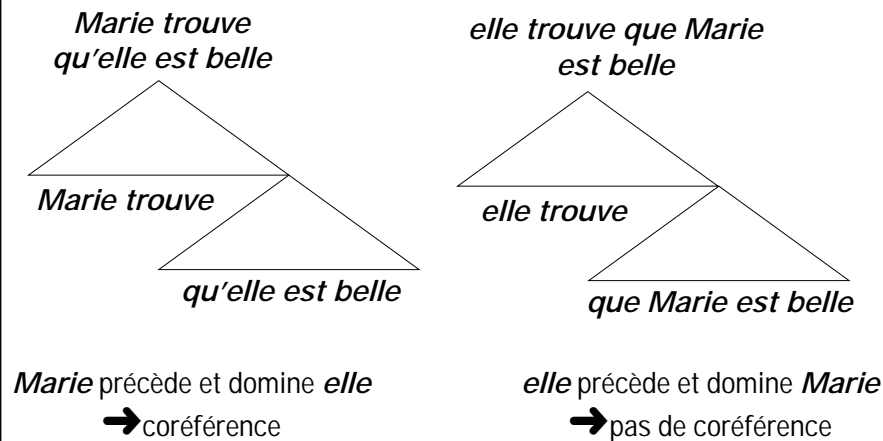 Marie trouve
qu'elle est belle
Marie trouve
qu'elle est belle
Marie précède et domine elle
➜coréférence
elle trouve que Marie
est belle
elle trouve
que Marie est belle
elle précède et domine Marie
➜pas de coréférence